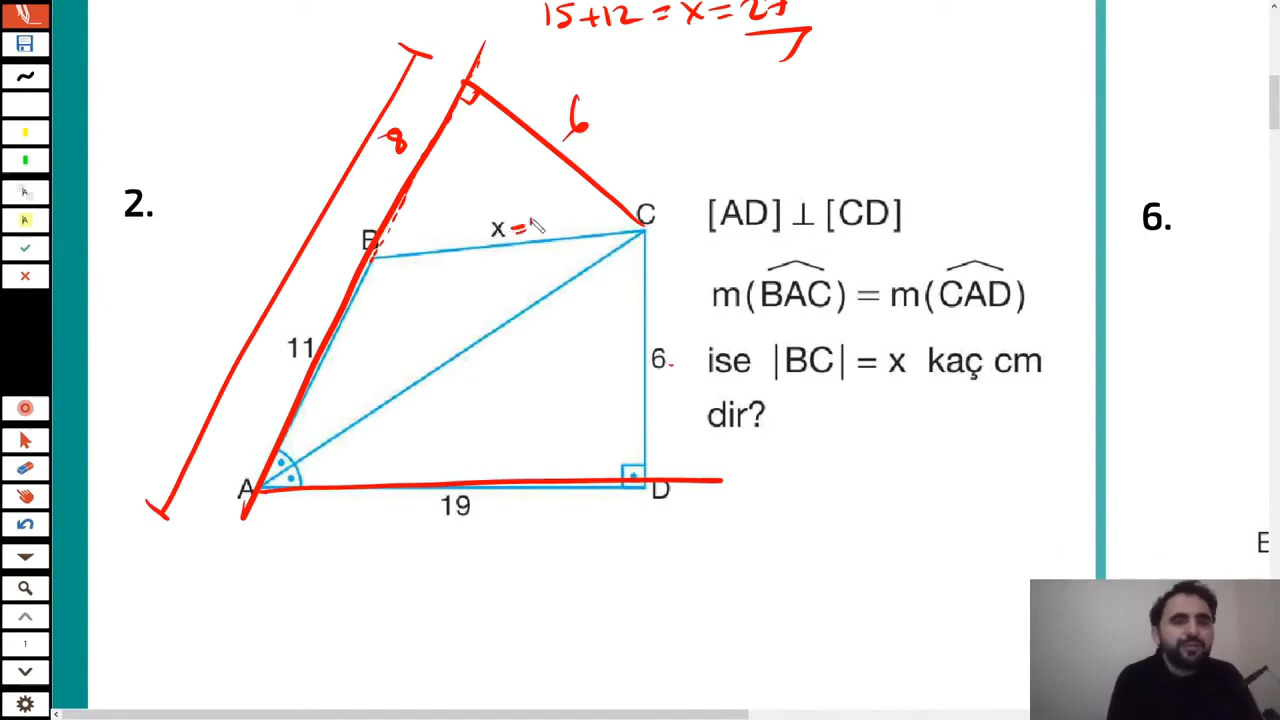 15+12 = x = 27
8
6
2.
B
x =
C
[AD] ⊥ [CD]
6.
11
m(BAC) = m(CAD)
6
ise |BC| = x kaç cm
dir?
A
19
D
E
1